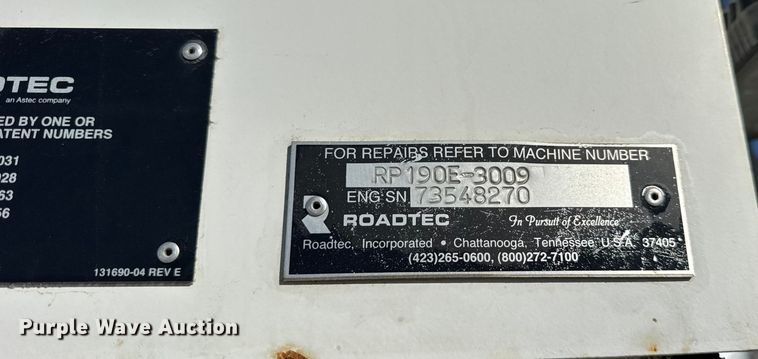 DTEC
an Astec company
ED BY ONE OR
ATENT NUMBERS
031
028
63
56
131690-04 REV E
FOR REPAIRS REFER TO MACHINE NUMBER
RP190E-3009
ENG SN 73548270
ROADTEC In Pursuit of Excellence
Roadtec, Incorporated • Chattanooga, Tennessee U.S.A. 37405
(423)265-0600, (800)272-7100
Purple Wave Auction